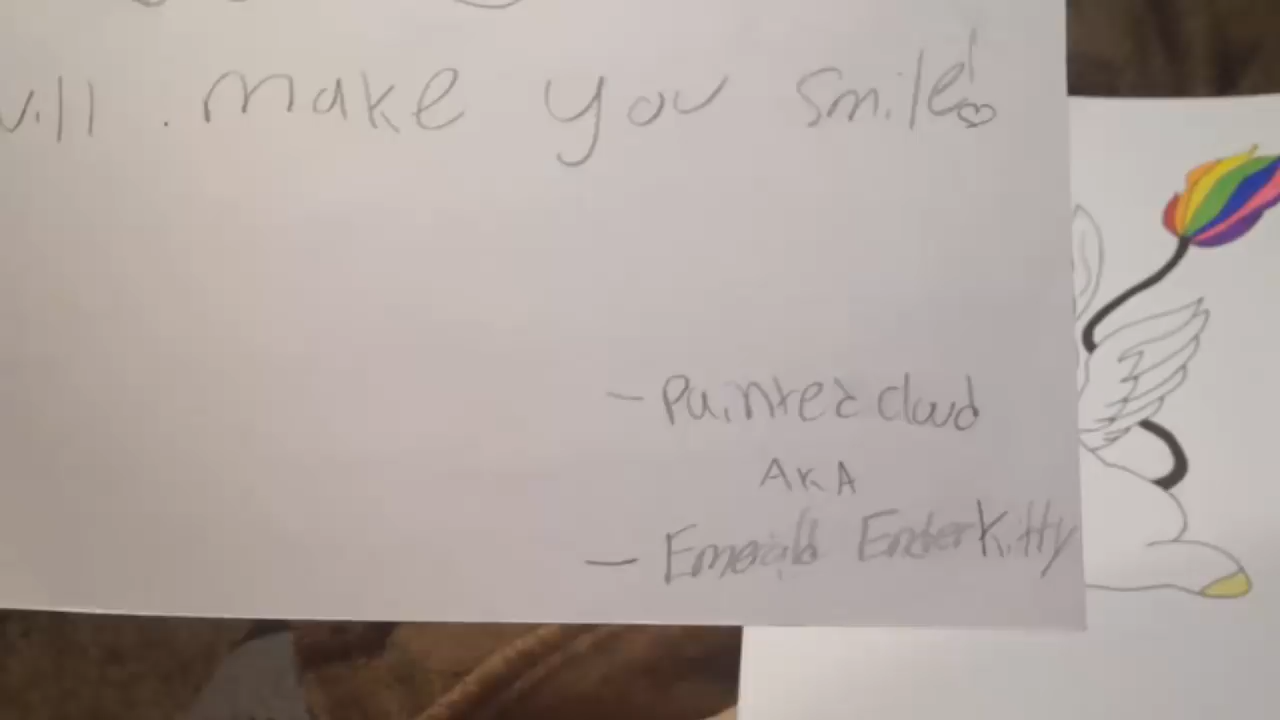 will. make you smile!
- Painted cloud
AKA
- Emerald EnderKitty